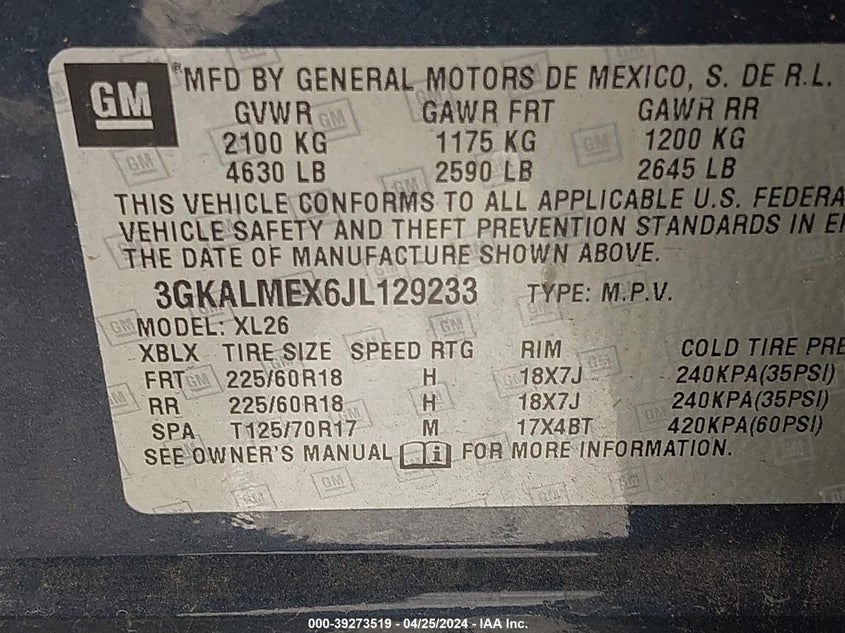 GM ®MFD BY GENERAL MOTORS DE MEXICO, S. DE R.L.
GVWR GAWR FRT GAWR RR
2100 KG 1175 KG 1200 KG
4630 LB 2590 LB 2645 LB
THIS VEHICLE CONFORMS TO ALL APPLICABLE U.S. FEDERA
VEHICLE SAFETY AND THEFT PREVENTION STANDARDS IN
THE DATE OF MANUFACTURE SHOWN ABOVE.
3GKALMEX6JL129233 TYPE: M.P.V.
MODEL: XL26
XBLX TIRE SIZE SPEED RTG RIM COLD TIRE PRE
FRT 225/60R18 H 18X7J 240KPA(35PSI)
RR 225/60R18 H 18X7J 240KPA(35PSI)
SPA T125/70R17 M 17X4BT 420KPA(60PSI)
SEE OWNER'S MANUAL FOR MORE INFORMATION.
000-39273519 - 04/25/2024 - IAA Inc.